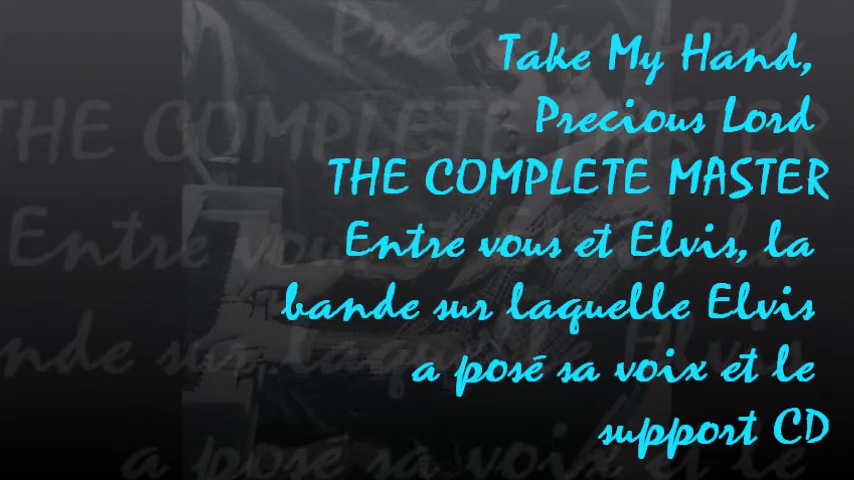 Take My Hand,
Precious Lord
THE COMPLETE MASTER
Entre vous et Elvis, la
bande sur laquelle Elvis
a posé sa voix et le
support CD